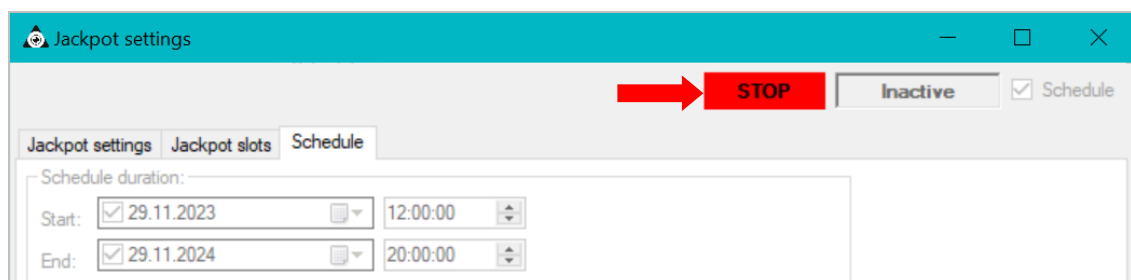 Jackpot settings
STOP Inactive Schedule
Jackpot settings Jackpot slots Schedule
Schedule duration:
Start: 29.11.2023 12:00:00
End: 29.11.2024 20:00:00